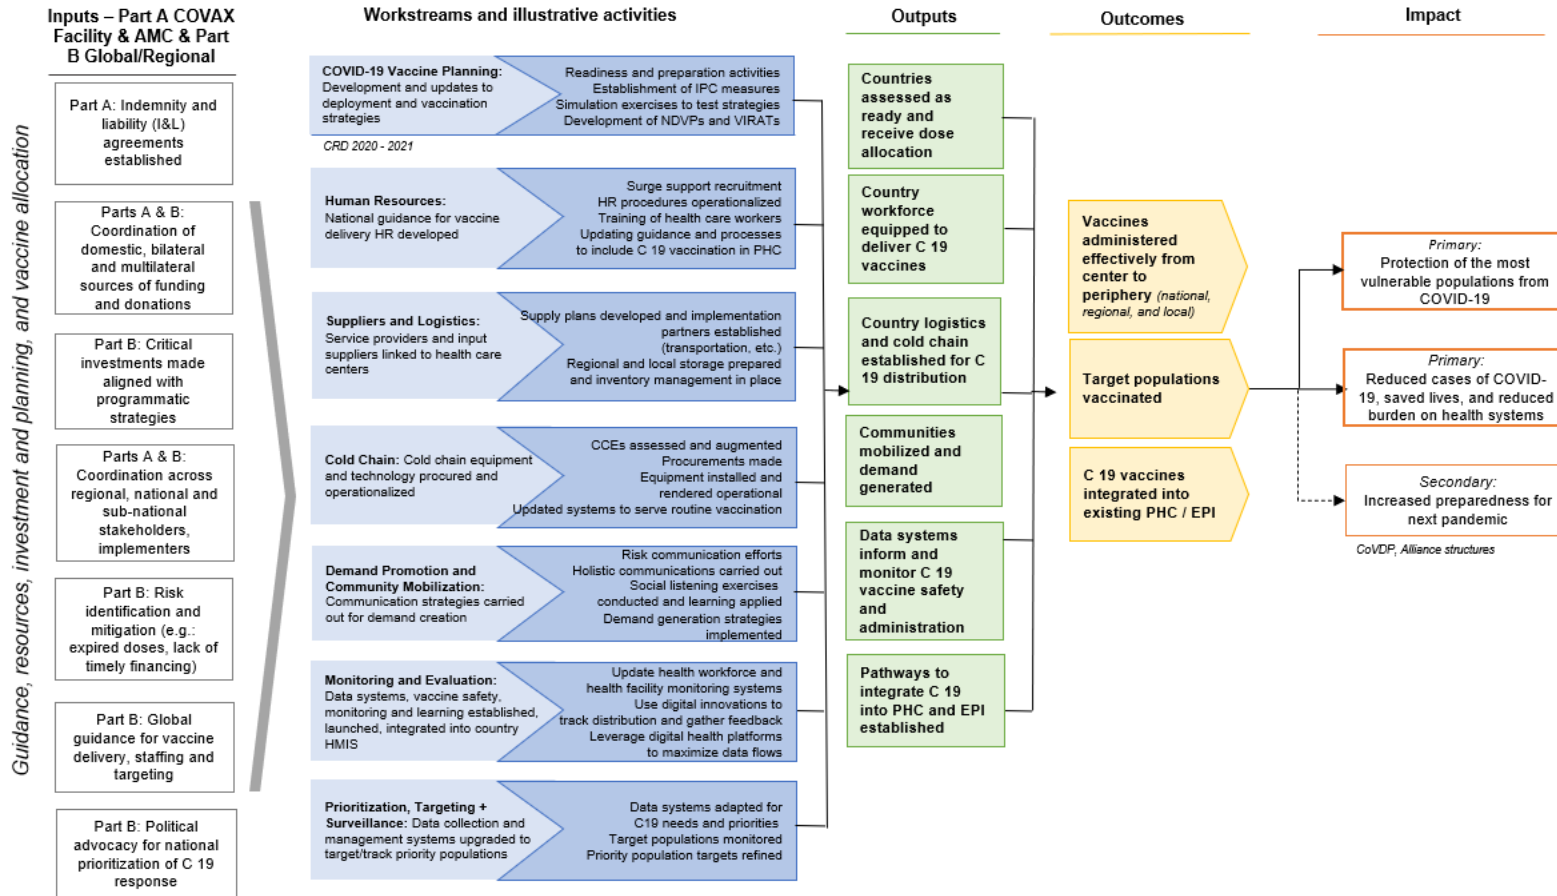 Guidance, resources, investment and planning, and vaccine allocation
Inputs – Part A COVAX
Facility & AMC & Part
B Global/Regional
Part A: Indemnity and
liability (I&L)
agreements
established
Parts A & B:
Coordination of
domestic, bilateral
and multilateral
sources of funding
and donations
Part B: Critical
investments made
aligned with
programmatic
strategies
Parts A & B:
Coordination across
regional, national and
sub-national
stakeholders,
implementers
Part B: Risk
identification and
mitigation (e.g.:
expired doses, lack of
timely financing)
Part B: Global
guidance for vaccine
delivery, staffing and
targeting
Part B: Political
advocacy for national
prioritization of C 19
response
Workstreams and illustrative activities
COVID-19 Vaccine Planning:
Development and updates to
deployment and vaccination
strategies
Readiness and preparation activities
Establishment of IPC measures
Simulation exercises to test strategies
Development of NDVPs and VIRATs
CRD 2020 - 2021
Human Resources:
National guidance for vaccine
delivery HR developed
Surge support recruitment
HR procedures operationalized
Training of health care workers
Updating guidance and processes
to include C 19 vaccination in PHC
Suppliers and Logistics:
Service providers and input
suppliers linked to health care
centers
Supply plans developed and implementation
partners established
(transportation, etc.)
Regional and local storage prepared
and inventory management in place
Cold Chain: Cold chain equipment
and technology procured and
operationalized
CCEs assessed and augmented
Procurements made
Equipment installed and
rendered operational
Updated systems to serve routine vaccination
Demand Promotion and
Community Mobilization:
Communication strategies carried
out for demand creation
Risk communication efforts
Holistic communications carried out
Social listening exercises
conducted and learning applied
Demand generation strategies
implemented
Monitoring and Evaluation:
Data systems, vaccine safety,
monitoring and learning established,
launched, integrated into country
HMIS
Update health workforce and
health facility monitoring systems
Use digital innovations to
track distribution and gather feedback
Leverage digital health platforms
to maximize data flows
Prioritization, Targeting +
Surveillance: Data collection and
management systems upgraded to
target/track priority populations
Data systems adapted for
C19 needs and priorities
Target populations monitored
Priority population targets refined
Outputs
Countries
assessed as
ready and
receive dose
allocation
Country
workforce
equipped to
deliver C 19
vaccines
Country logistics
and cold chain
established for C
19 distribution
Communities
mobilized and
demand
generated
Data systems
inform and
monitor C 19
vaccine safety
and
administration
Pathways to
integrate C 19
into PHC and EPI
established
Outcomes
Vaccines
administered
effectively from
center to
periphery (national,
regional, and local)
Target populations
vaccinated
C 19 vaccines
integrated into
existing PHC / EPI
Impact
Primary:
Protection of the most
vulnerable populations from
COVID-19
Primary:
Reduced cases of COVID-
19, saved lives, and reduced
burden on health systems
Secondary:
Increased preparedness for
next pandemic
CoVDP, Alliance structures